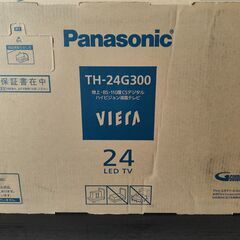 Panasonic
TH-24G300
地上・BS・110度CSデジタル
ハイビジョン液晶テレビ
保証書在中
VIERA
24
LED TV